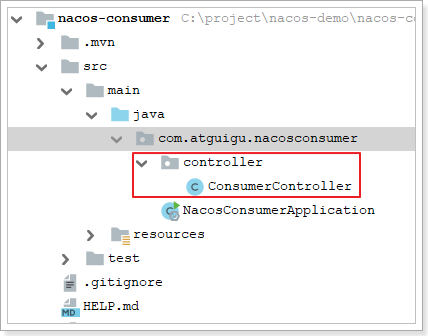 nacos-consumer C:\project\nacos-demo\nacos-co
.mvn
src
main
java
com.atguigu.nacosconsumer
controller
C ConsumerController
C NacosConsumerApplication
resources
test
.gitignore
MD HELP.md